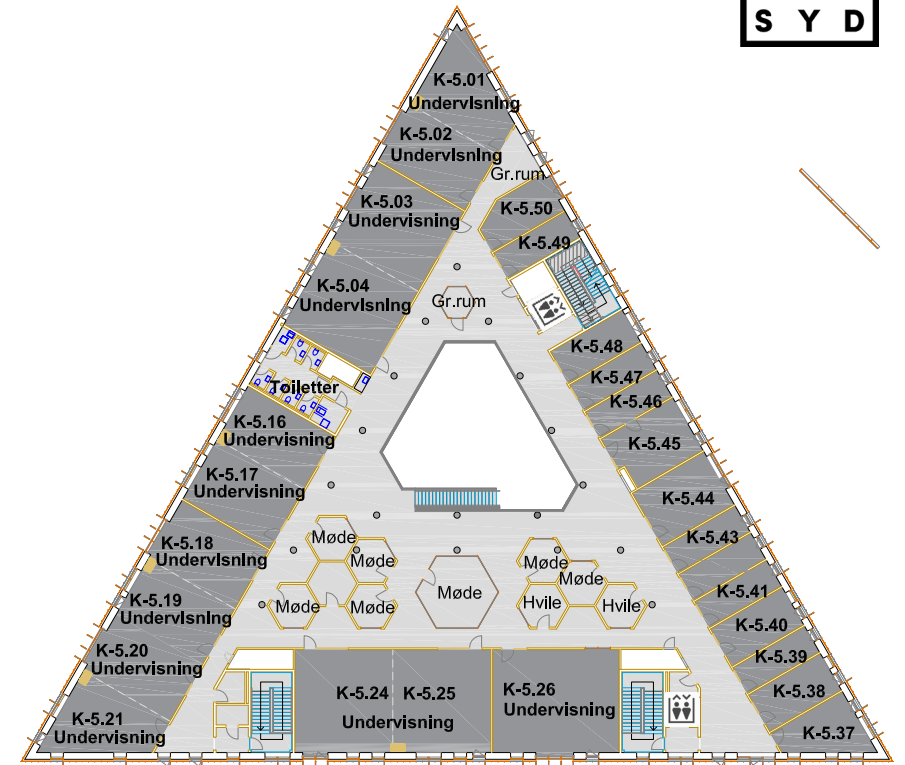 SYD
K-5.01
Undervisning
K-5.02
Undervisning
Gr.rum
K-5.03
Undervisning
K-5.50
K-5.49
K-5.04
Undervisning
Gr.rum
K-5.48
K-5.47
K-5.46
Toiletter
K-5.16
Undervisning
K-5.45
K-5.17
Undervisning
K-5.44
K-5.43
K-5.18
Undervisning
Møde
Møde
Møde
Møde
K-5.19
Undervisning
Møde
Møde
Møde
Hvile
Hvile
K-5.41
K-5.40
K-5.20
Undervisning
K-5.39
K-5.24 K-5.25
Undervisning
K-5.26
Undervisning
K-5.38
K-5.21
Undervisning
K-5.37